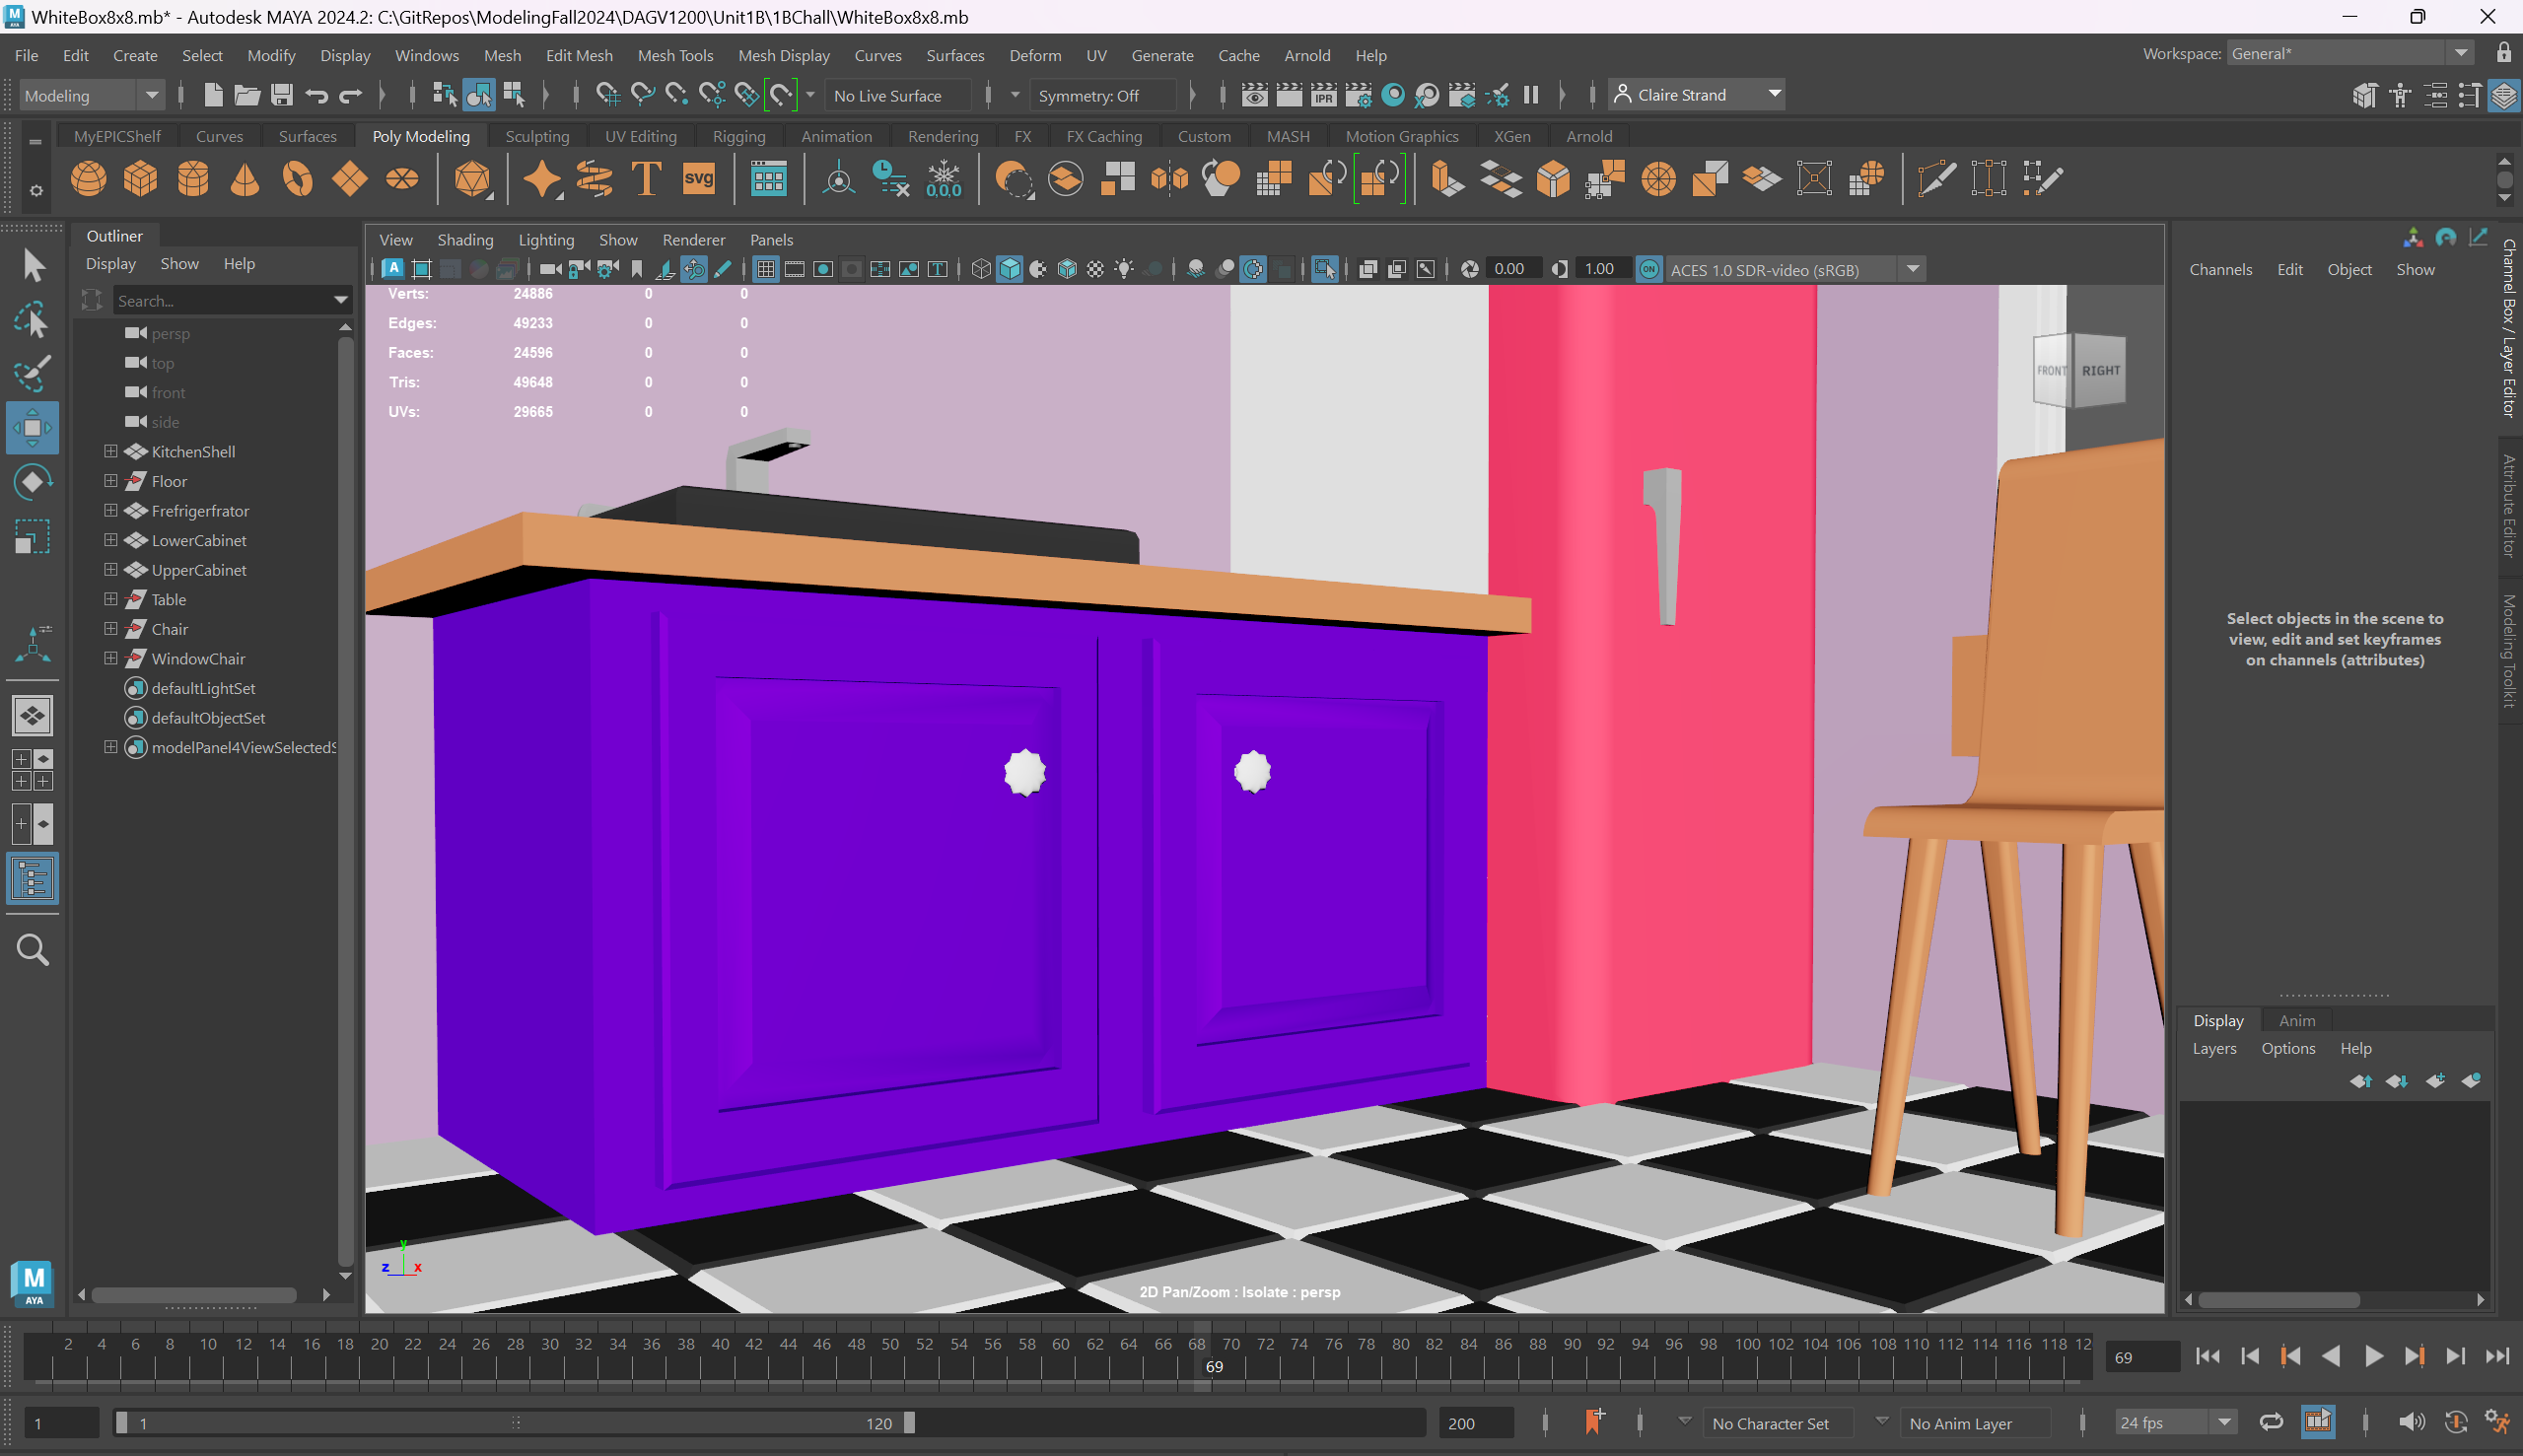 WhiteBox8x8.mb* - Autodesk MAYA 2024.2: C:\GitRepos\ModelingFall2024\DAGV1200\Unit1B\1BChall\WhiteBox8x8.mb
File Edit Create Select Modify Display Windows Mesh Edit Mesh Mesh Tools Mesh Display Curves Surfaces Deform UV Generate Cache Arnold Help
Workspace: General*
Modeling
No Live Surface
Symmetry: Off
IPR
Claire Strand
MyEPICShelf Curves Surfaces Poly Modeling Sculpting UV Editing Rigging Animation Rendering FX FX Caching Custom MASH Motion Graphics XGen Arnold
T
svg
0,0,0
Outliner
Display Show Help
Search...
persp
top
front
side
KitchenShell
Floor
Frefrigerfrator
LowerCabinet
UpperCabinet
Table
Chair
WindowChair
defaultLightSet
defaultObjectSet
modelPanel4ViewSelectedS
View Shading Lighting Show Renderer Panels
0.00
1.00
ON
ACES 1.0 SDR-video (sRGB)
Verts: 24886 0 0
Edges: 49233 0 0
Faces: 24596 0 0
Tris: 49648 0 0
UVs: 29665 0 0
FRONT
RIGHT
y
z x
2D Pan/Zoom : Isolate : persp
Channels Edit Object Show
Select objects in the scene to
view, edit and set keyframes
on channels (attributes)
Channel Box / Layer Editor
Attribute Editor
Modeling Toolkit
Display Anim
Layers Options Help
M
AYA
2 4 6 8 10 12 14 16 18 20 22 24 26 28 30 32 34 36 38 40 42 44 46 48 50 52 54 56 58 60 62 64 66 68 70 72 74 76 78 80 82 84 86 88 90 92 94 96 98 100 102 104 106 108 110 112 114 116 118 12
69
69
1
1
120
200
No Character Set
No Anim Layer
24 fps